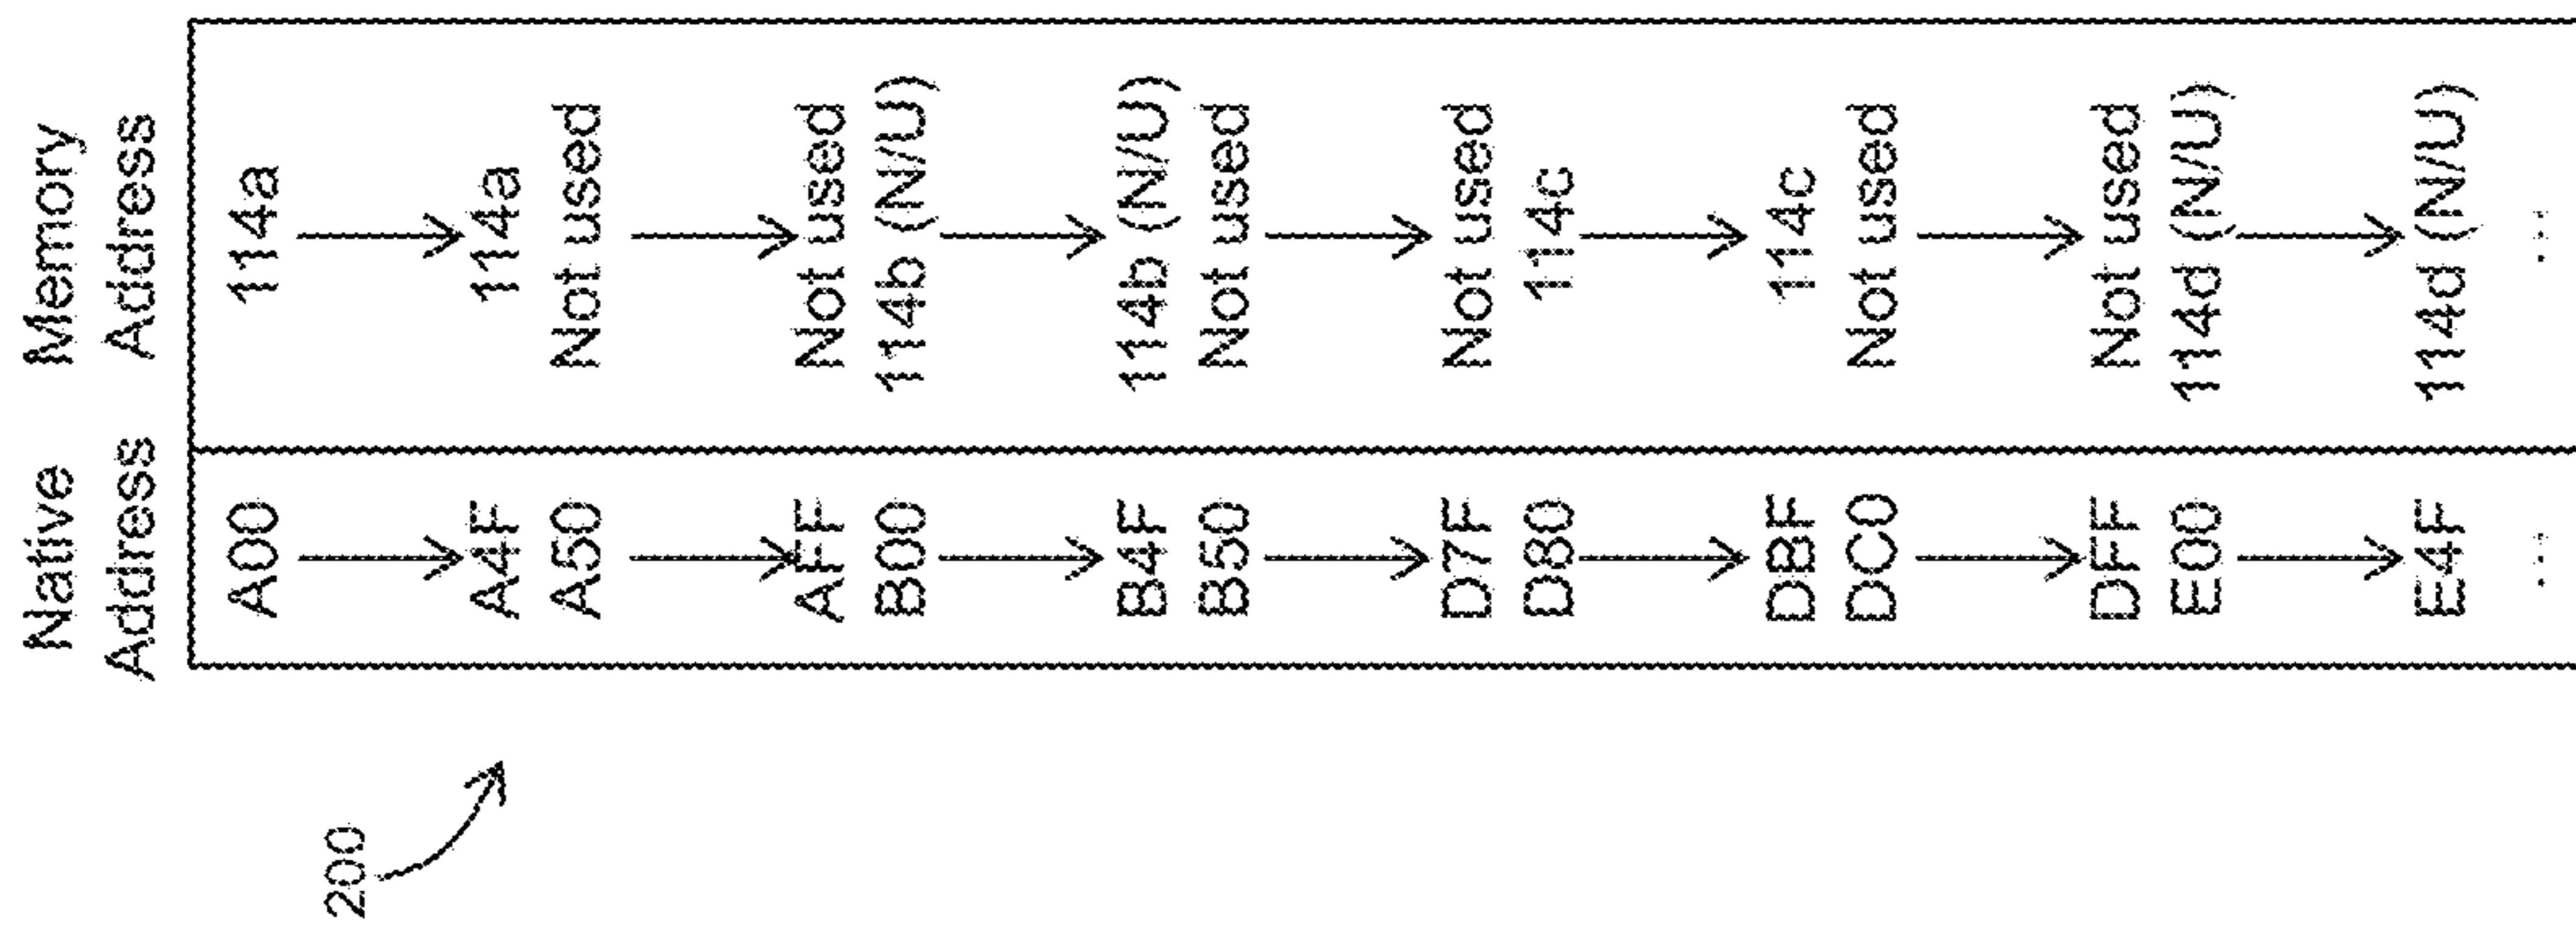 200
Native Address
Memory Address
A00 114a
A4F 114a
A50 Not used
AFF Not used
B00 114b (N/U)
B4F 114b (N/U)
B50 Not used
D7F Not used
D80 114c
DBF 114c
DC0 Not used
DFF Not used
E00 114d (N/U)
E4F 114d (N/U)
... ...